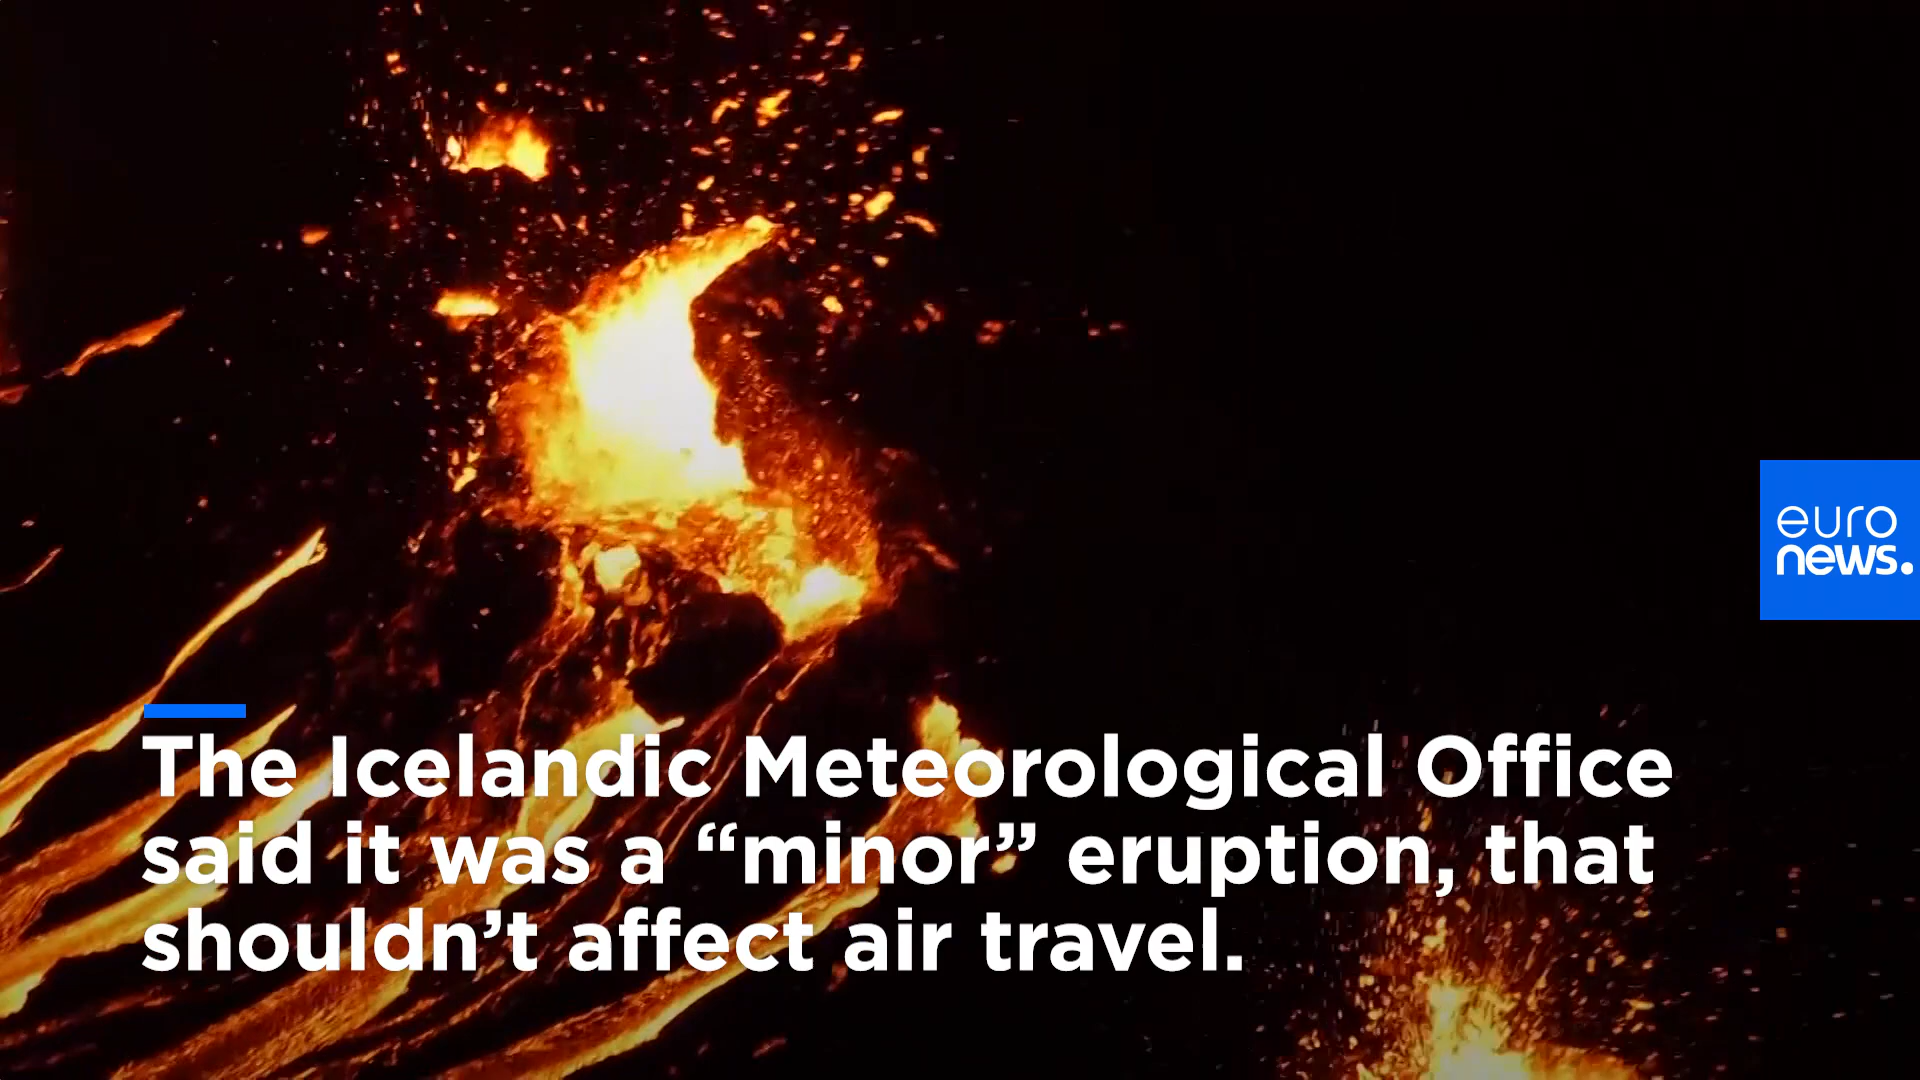 euro
news.
The Icelandic Meteorological Office
said it was a “minor” eruption, that
shouldn’t affect air travel.